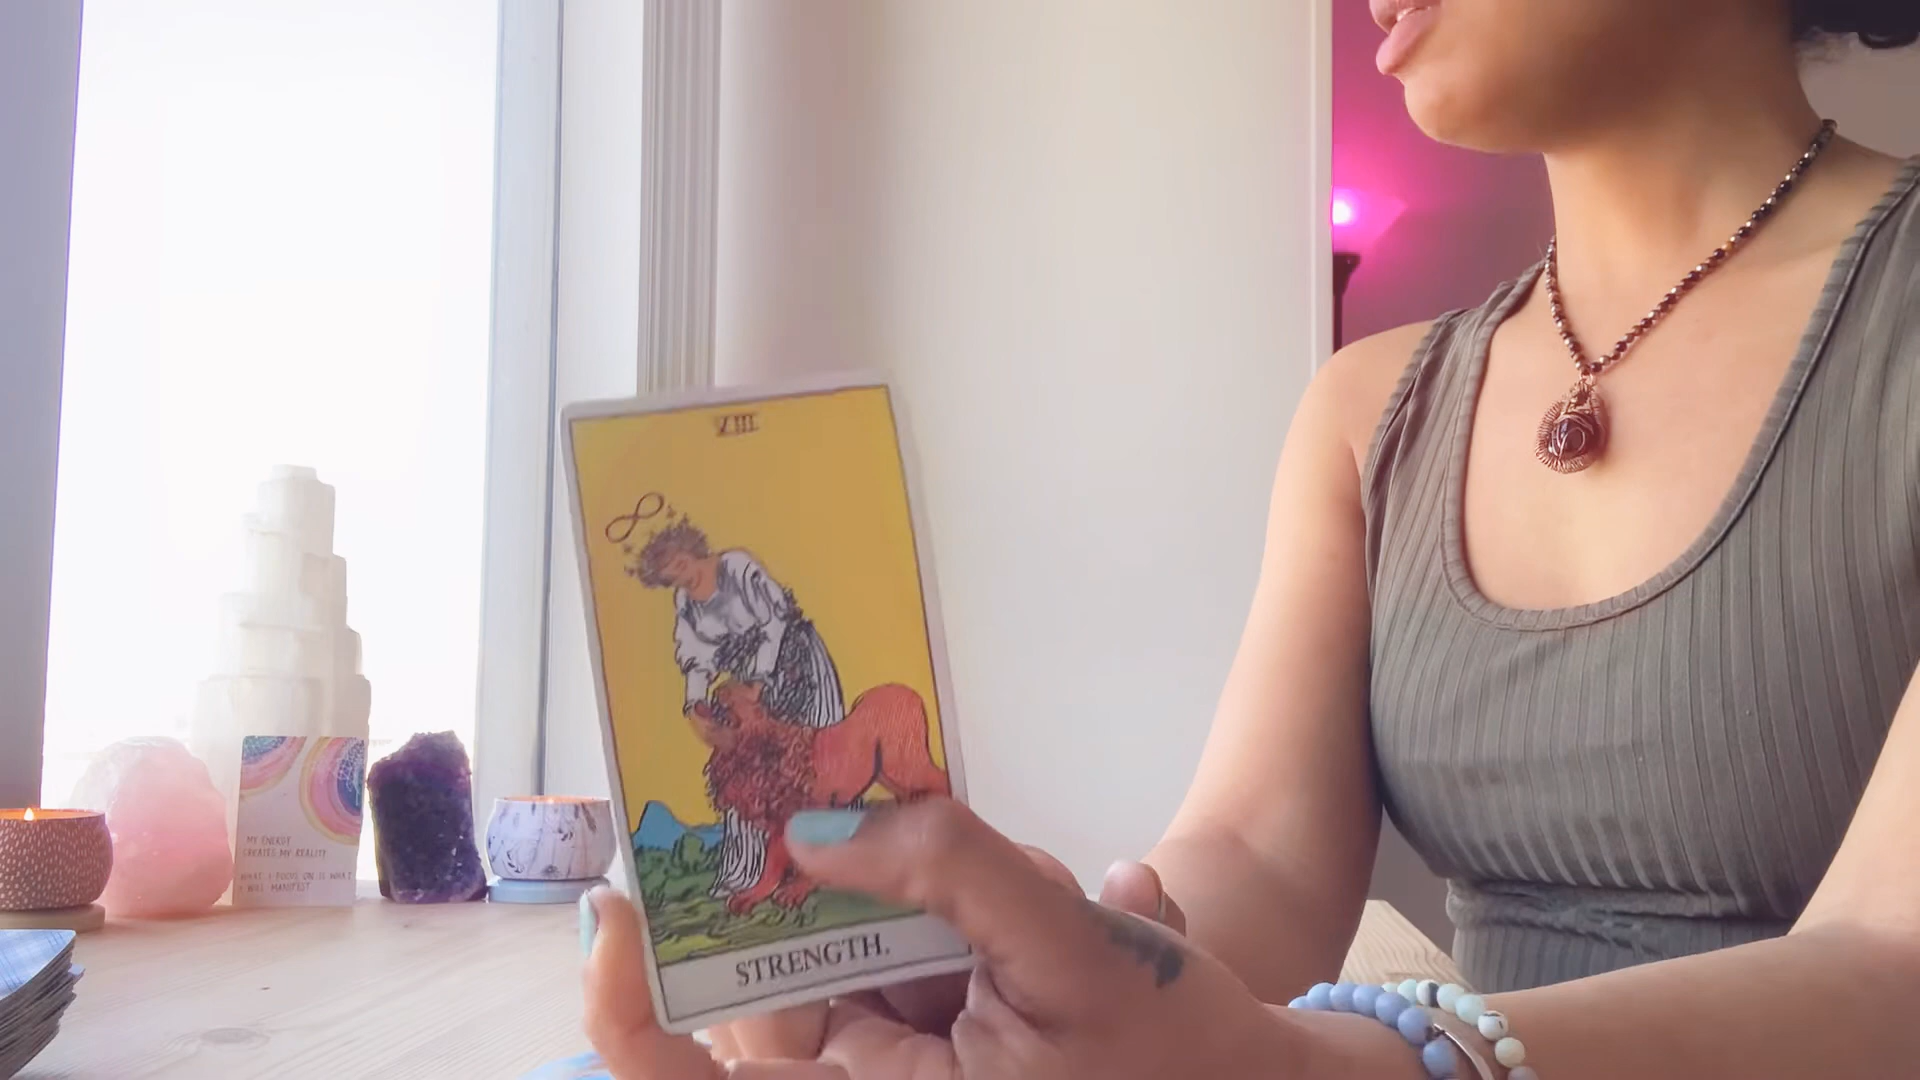 VIII
STRENGTH.
MY ENERGY
CREATES MY REALITY
WHAT I FOCUS ON IS WHAT
I WILL MANIFEST